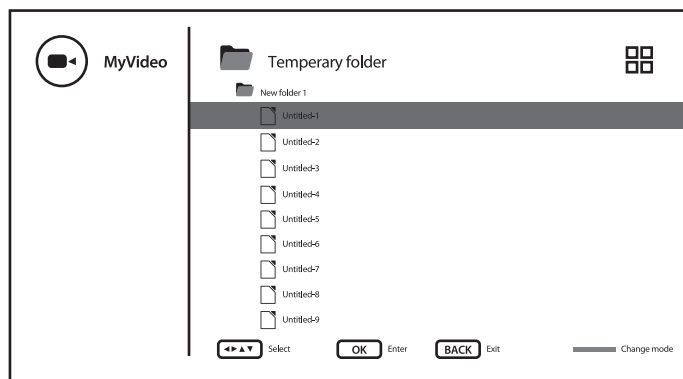 MyVideo
Temperary folder
New folder 1
Untitled-1
Untitled-2
Untitled-3
Untitled-4
Untitled-5
Untitled-6
Untitled-7
Untitled-8
Untitled-9
◄►▲▼ Select OK Enter BACK Exit Change mode